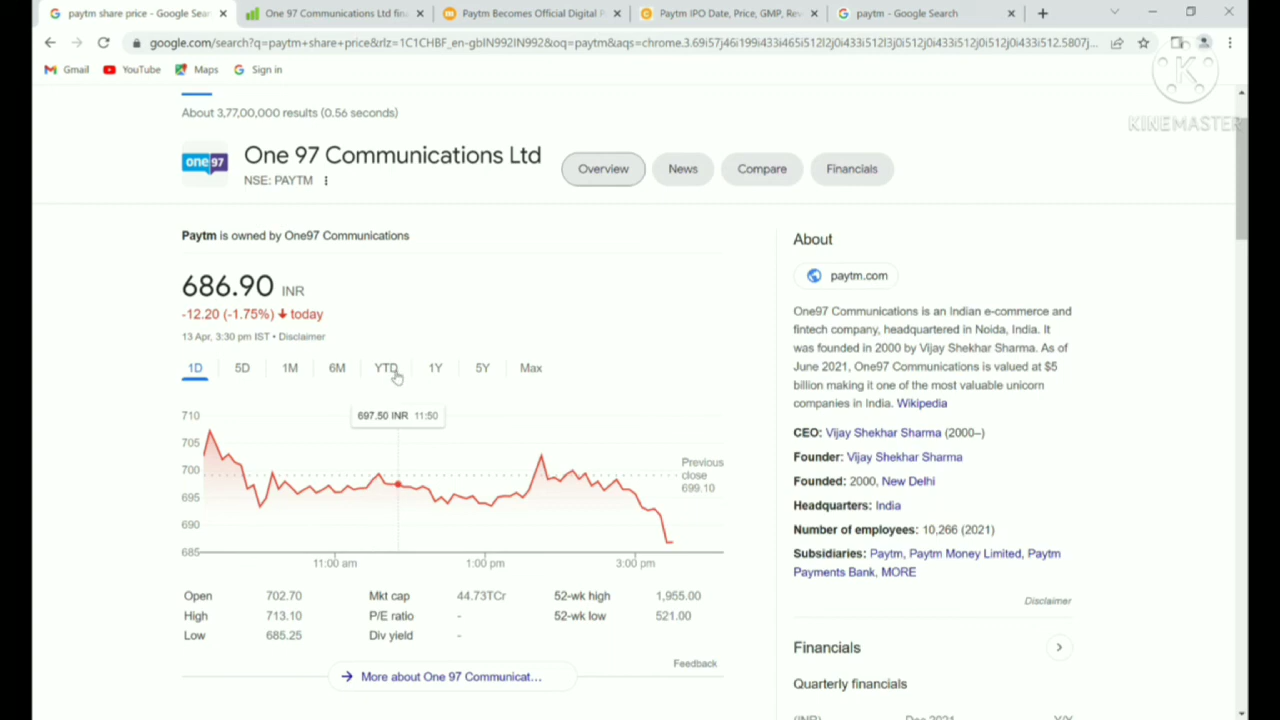 paytm share price - Google Sear
One 97 Communications Ltd fin
Paytm Becomes Official Digital P
Paytm IPO Date, Price, GMP, Rev
paytm - Google Search
google.com/search?q=paytm+share+price&rlz=1C1CHBF_en-gbIN992IN992&oq=paytm&aqs=chrome.3.69i57j46i199i433i465i512l2j0i433i512l3j0i512j0i433i512j0i512j0i433i512.5807j...
Gmail
YouTube
Maps
Sign in
KINEMASTER
About 3,77,00,000 results (0.56 seconds)
one97
One 97 Communications Ltd
NSE: PAYTM
Overview
News
Compare
Financials
Paytm is owned by One97 Communications
686.90 INR
-12.20 (-1.75%) today
13 Apr, 3:30 pm IST • Disclaimer
1D 5D 1M 6M YTD 1Y 5Y Max
697.50 INR 11:50
710
705
700
695
690
685
Previous
close
699.10
11:00 am 1:00 pm 3:00 pm
Open 702.70 Mkt cap 44.73TCr 52-wk high 1,955.00
High 713.10 P/E ratio - 52-wk low 521.00
Low 685.25 Div yield -
Feedback
More about One 97 Communicat...
About
paytm.com
One97 Communications is an Indian e-commerce and
fintech company, headquartered in Noida, India. It
was founded in 2000 by Vijay Shekhar Sharma. As of
June 2021, One97 Communications is valued at $5
billion making it one of the most valuable unicorn
companies in India. Wikipedia
CEO: Vijay Shekhar Sharma (2000–)
Founder: Vijay Shekhar Sharma
Founded: 2000, New Delhi
Headquarters: India
Number of employees: 10,266 (2021)
Subsidiaries: Paytm, Paytm Money Limited, Paytm
Payments Bank, MORE
Disclaimer
Financials
Quarterly financials
(INR) Dec 2021 Y/Y